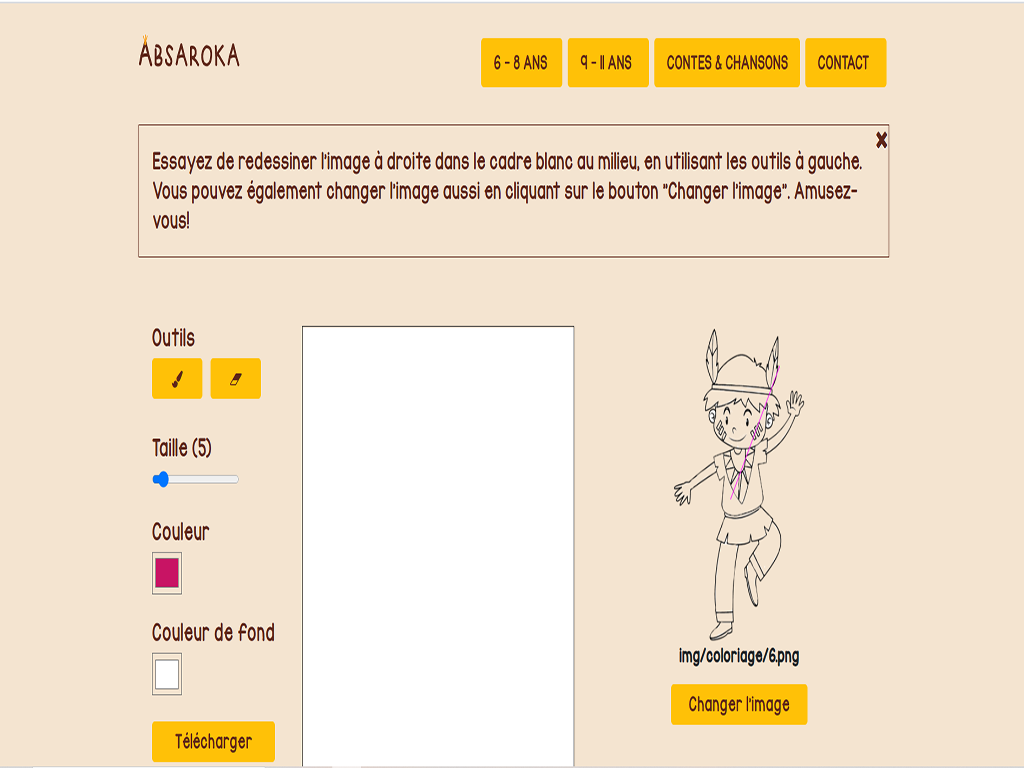 ABSAROKA
6 - 8 ANS
9 - 11 ANS
CONTES & CHANSONS
CONTACT
Essayez de redessiner l'image à droite dans le cadre blanc au milieu, en utilisant les outils à gauche.
Vous pouvez également changer l'image aussi en cliquant sur le bouton "Changer l'image". Amusez-
vous!
Outils
Taille (5)
Couleur
Couleur de fond
Télécharger
img/coloriage/6.png
Changer l'image